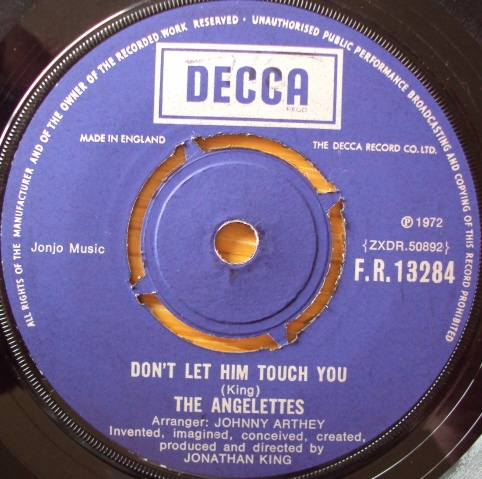 ALL RIGHTS OF THE MANUFACTURER AND OF THE OWNER OF THE RECORDED WORK RESERVED · UNAUTHORISED PUBLIC PERFORMANCE BROADCASTING AND COPYING OF THIS RECORD PROHIBITED
DECCA
MADE IN ENGLAND
THE DECCA RECORD CO. LTD.
℗ 1972
Jonjo Music
{ZXDR.50892}
F.R.13284
DON'T LET HIM TOUCH YOU
(King)
THE ANGELETTES
Arranger: JOHNNY ARTHEY
Invented, imagined, conceived, created,
produced and directed by
JONATHAN KING